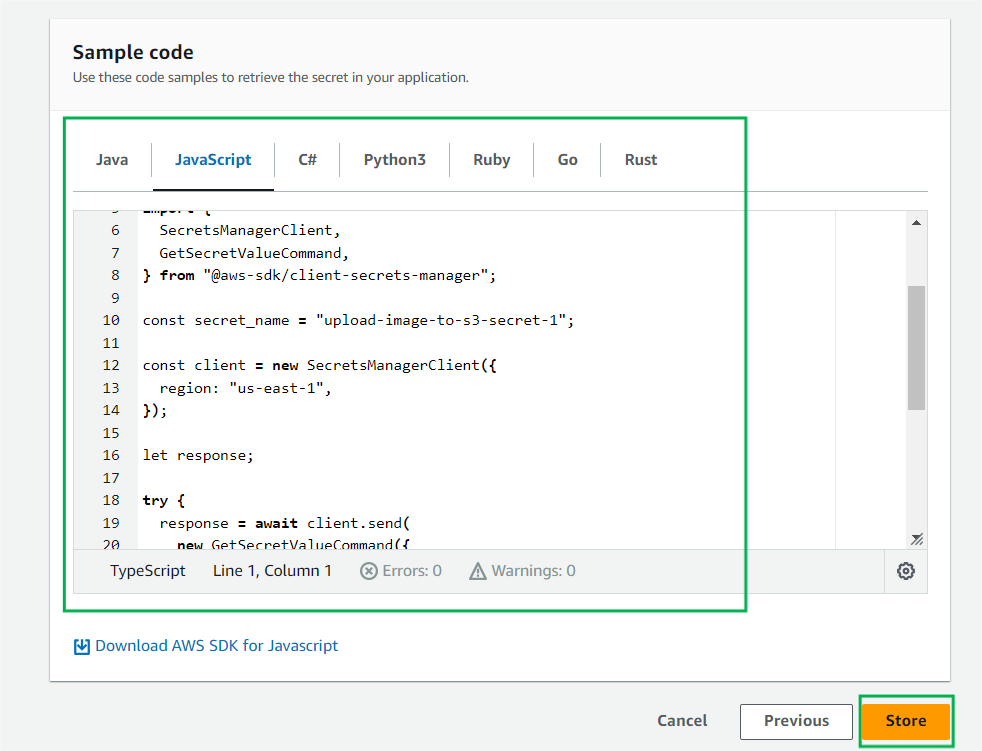 Sample code
Use these code samples to retrieve the secret in your application.
Java JavaScript C# Python3 Ruby Go Rust
5 import {
6 SecretsManagerClient,
7 GetSecretValueCommand,
8 } from "@aws-sdk/client-secrets-manager";
9
10 const secret_name = "upload-image-to-s3-secret-1";
11
12 const client = new SecretsManagerClient({
13 region: "us-east-1",
14 });
15
16 let response;
17
18 try {
19 response = await client.send(
20 new GetSecretValueCommand({
TypeScript Line 1, Column 1 Errors: 0 Warnings: 0
Download AWS SDK for Javascript
Cancel Previous Store